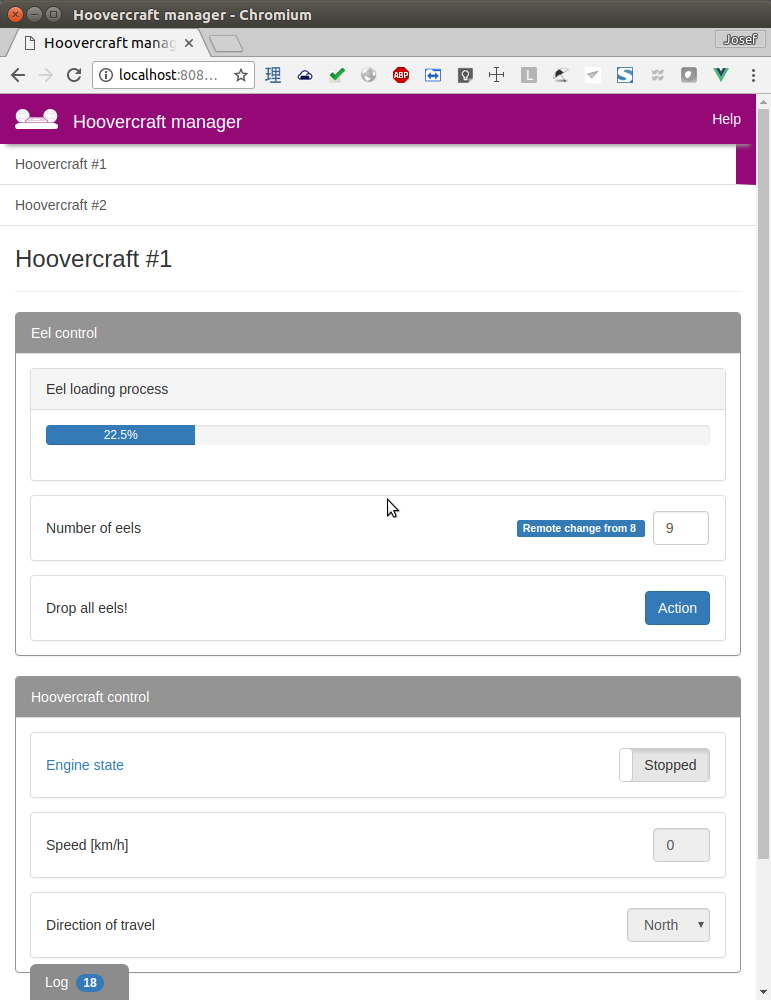 Hoovercraft manager - Chromium
Hoovercraft manag
Josef
localhost:808...
ABP
Hoovercraft manager
Help
Hoovercraft #1
Hoovercraft #2
Hoovercraft #1
Eel control
Eel loading process
22.5%
Number of eels
Remote change from 8
9
Drop all eels!
Action
Hoovercraft control
Engine state
Stopped
Speed [km/h]
0
Direction of travel
North
Log 18